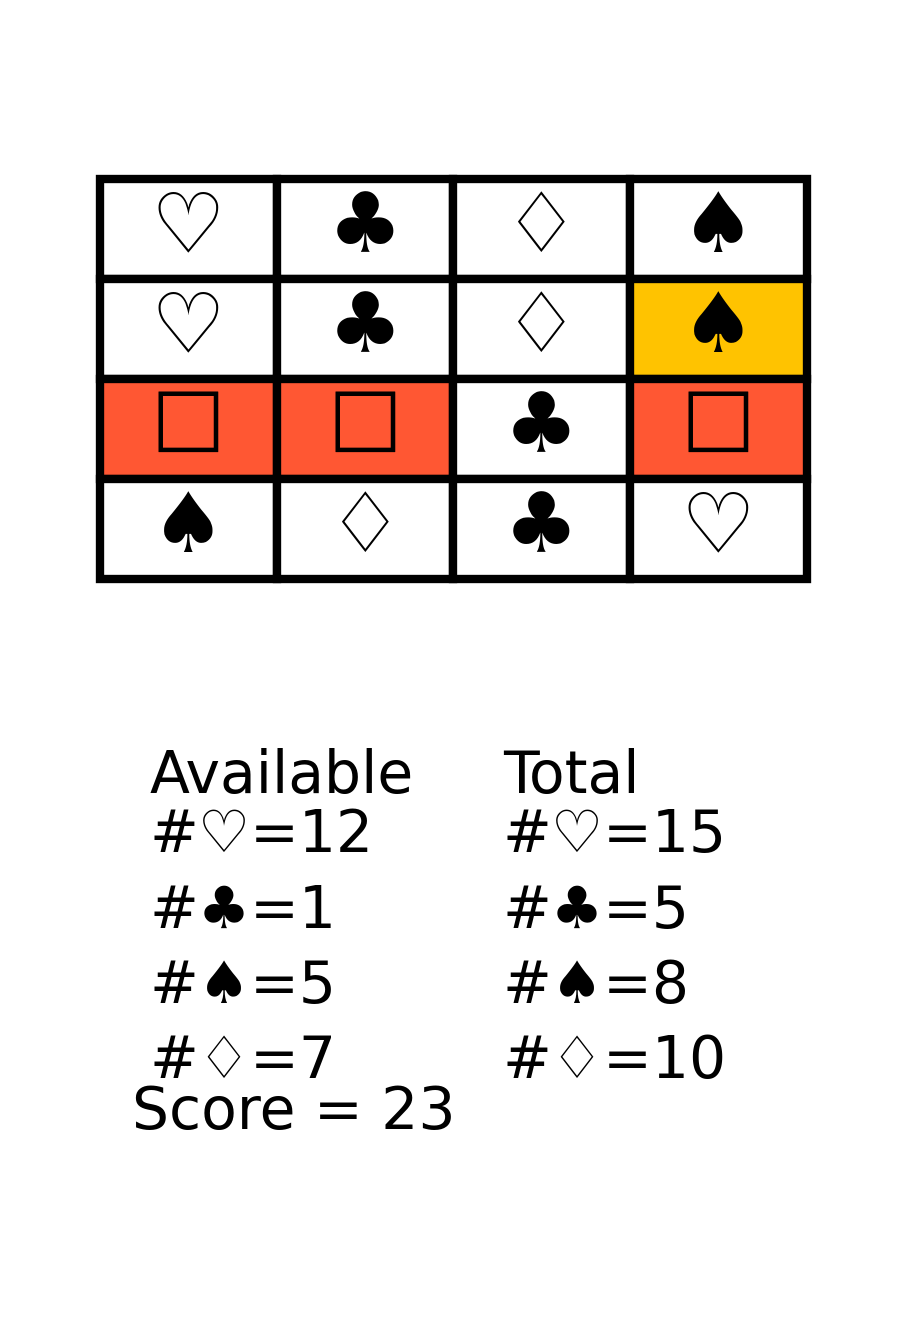 ♡ ♣ ♢ ♠
♡ ♣ ♢ ♠
□ □ ♣ □
♠ ♢ ♣ ♡
Available Total
#♡=12 #♡=15
#♣=1 #♣=5
#♠=5 #♠=8
#♢=7 #♢=10
Score = 23